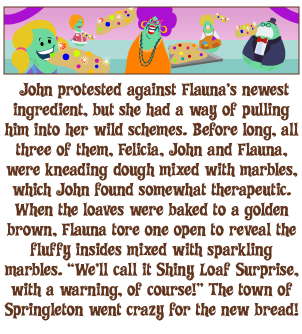 John protested against Flauna's newest
ingredient, but she had a way of pulling
him into her wild schemes. Before long, all
three of them, Felicia, John and Flauna,
were kneading dough mixed with marbles,
which John found somewhat therapeutic.
When the loaves were baked to a golden
brown, Flauna tore one open to reveal the
fluffy insides mixed with sparkling
marbles. "We'll call it Shiny Loaf Surprise,
with a warning, of course!" The town of
Springleton went crazy for the new bread!